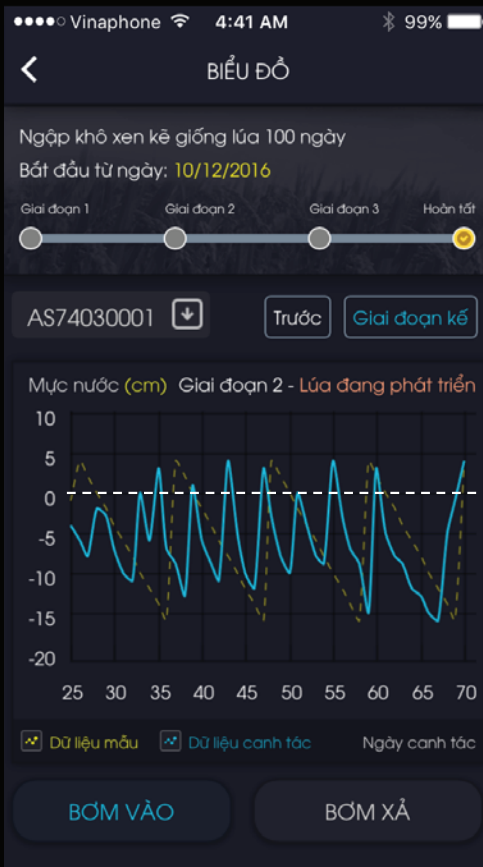 Vinaphone 4:41 AM 99%
BIỂU ĐỒ
Ngập khô xen kẽ giống lúa 100 ngày
Bắt đầu từ ngày: 10/12/2016
Giai đoạn 1 Giai đoạn 2 Giai đoạn 3 Hoàn tất
AS74030001 Trước Giai đoạn kế
Mực nước (cm) Giai đoạn 2 - Lúa đang phát triển
10
5
0
-5
-10
-15
-20
25 30 35 40 45 50 55 60 65 70
Dữ liệu mẫu Dữ liệu canh tác Ngày canh tác
BƠM VÀO BƠM XẢ